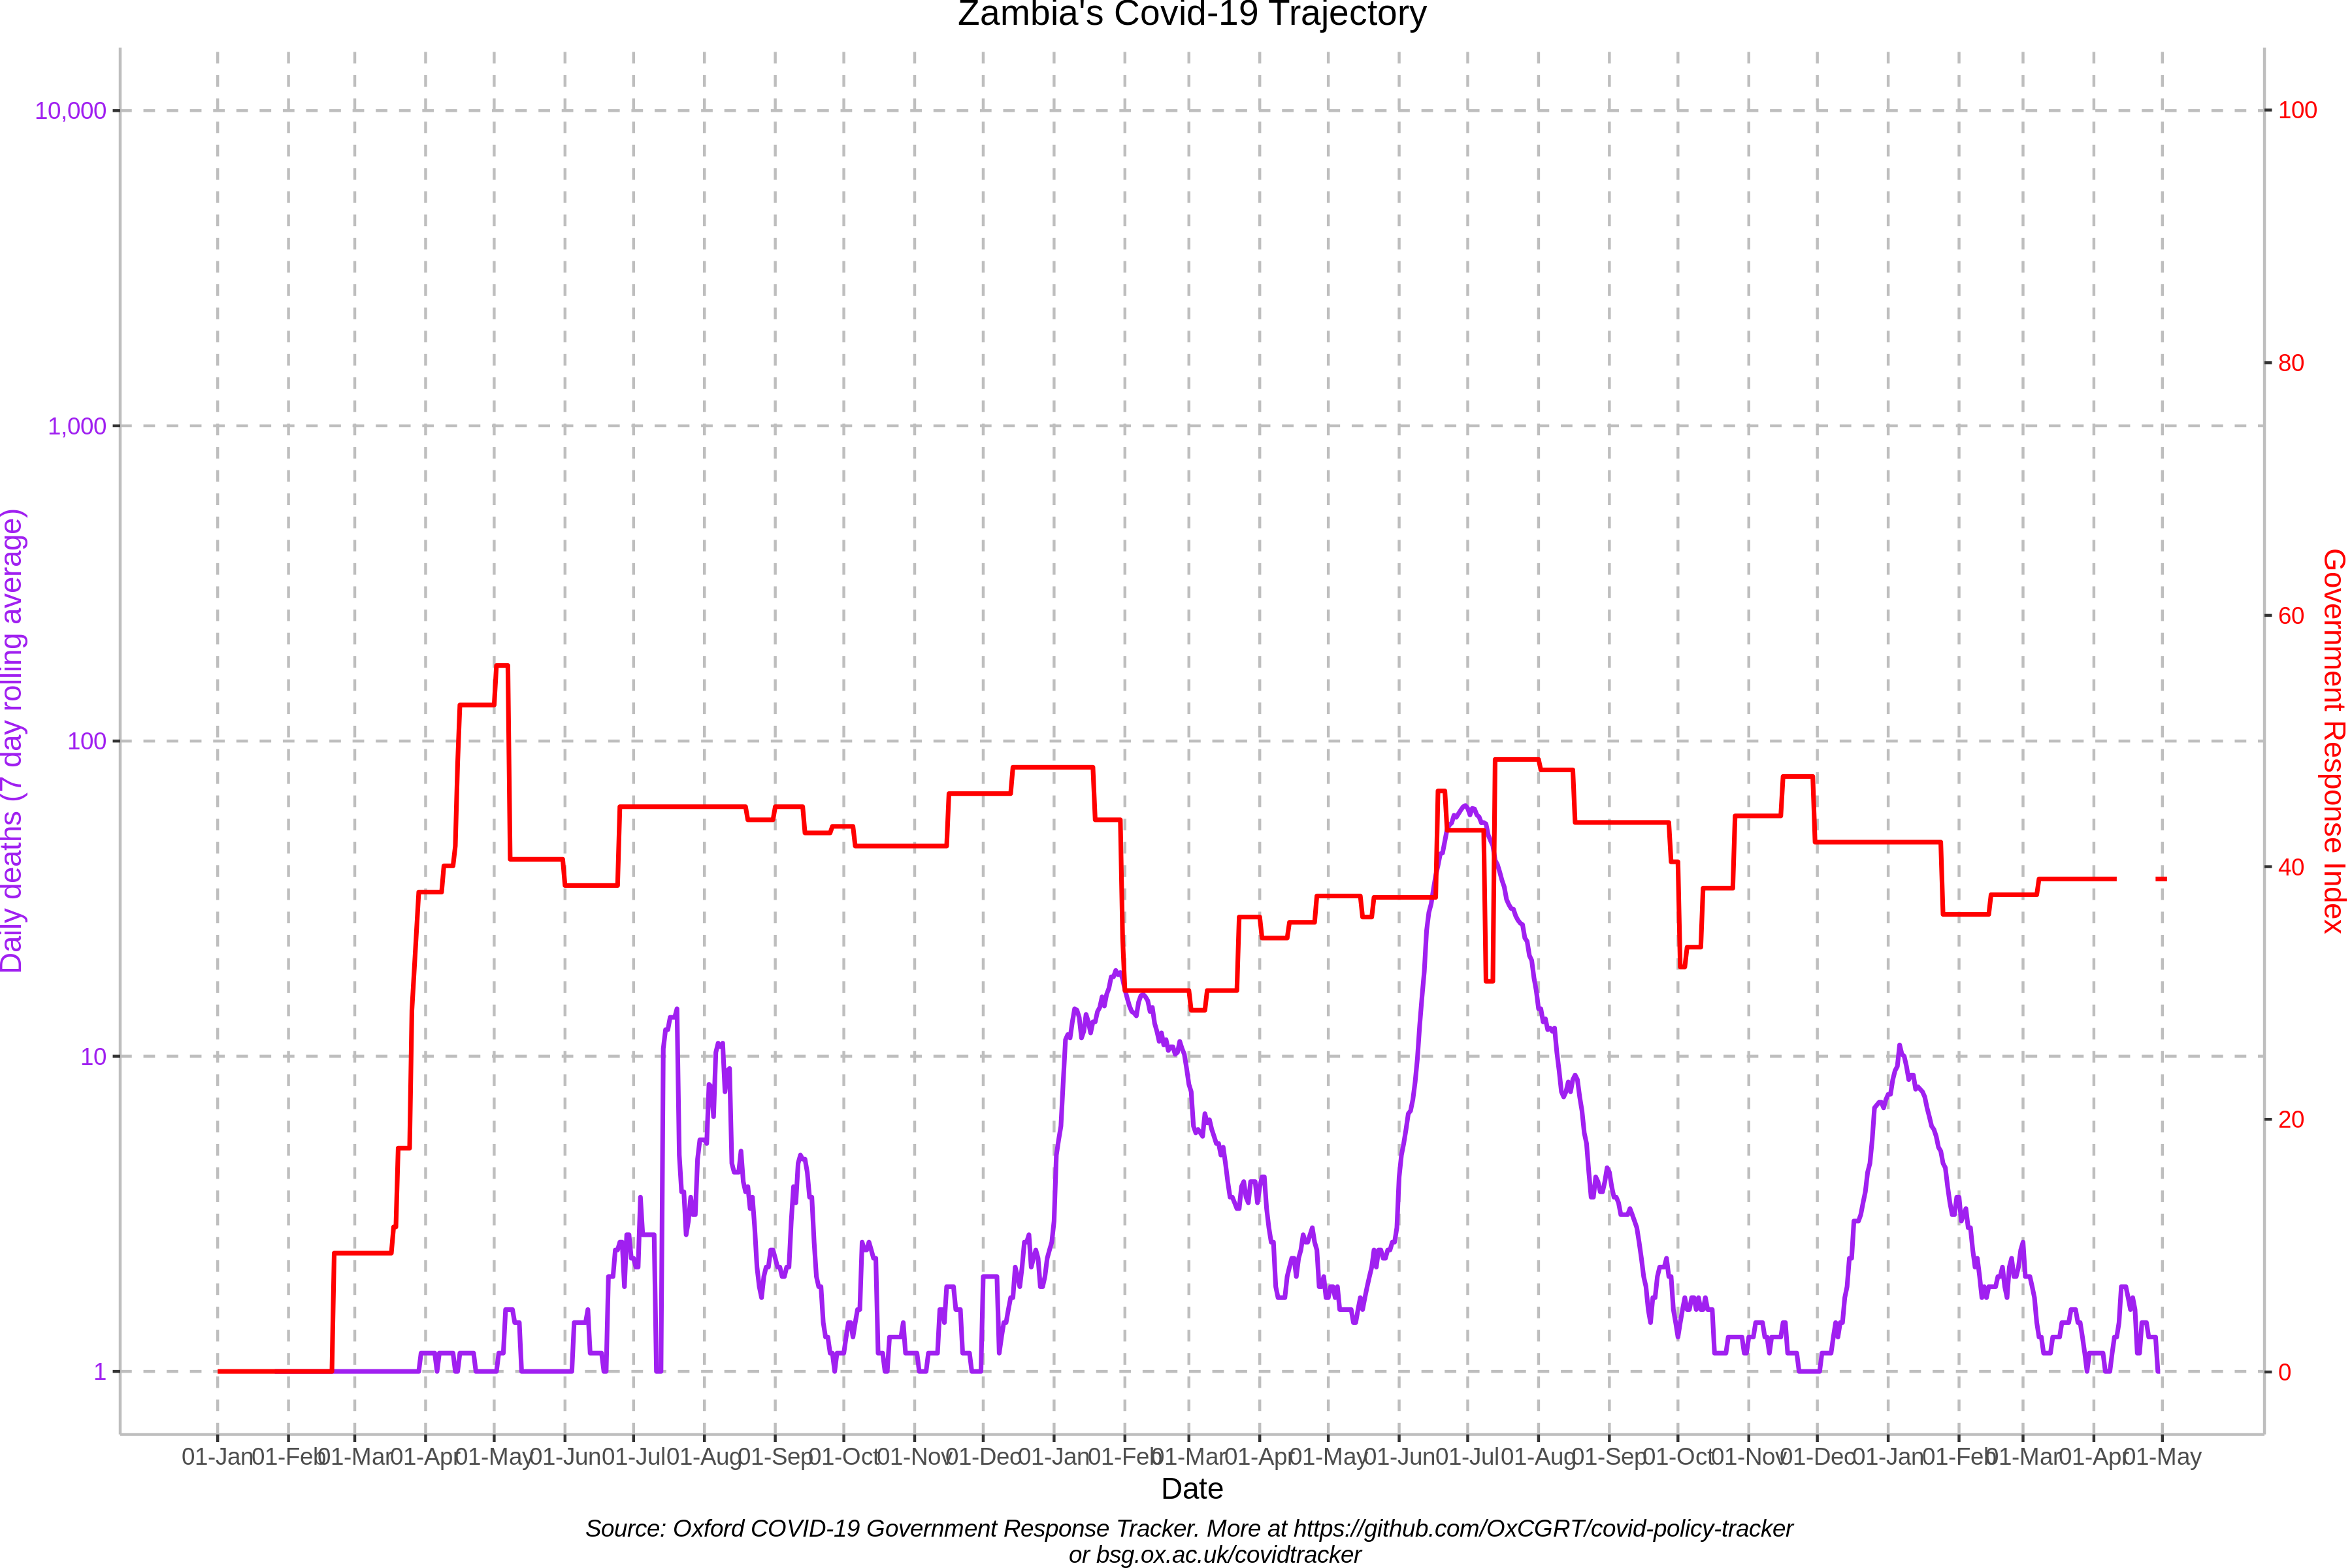 Zambia's Covid-19 Trajectory
10,000
1,000
100
10
1
Daily deaths (7 day rolling average)
100
80
60
40
20
0
Government Response Index
01-Jan 01-Feb 01-Mar 01-Apr 01-May 01-Jun 01-Jul 01-Aug 01-Sep 01-Oct 01-Nov 01-Dec 01-Jan 01-Feb 01-Mar 01-Apr 01-May 01-Jun 01-Jul 01-Aug 01-Sep 01-Oct 01-Nov 01-Dec 01-Jan 01-Feb 01-Mar 01-Apr 01-May
Date
Source: Oxford COVID-19 Government Response Tracker. More at https://github.com/OxCGRT/covid-policy-tracker
or bsg.ox.ac.uk/covidtracker